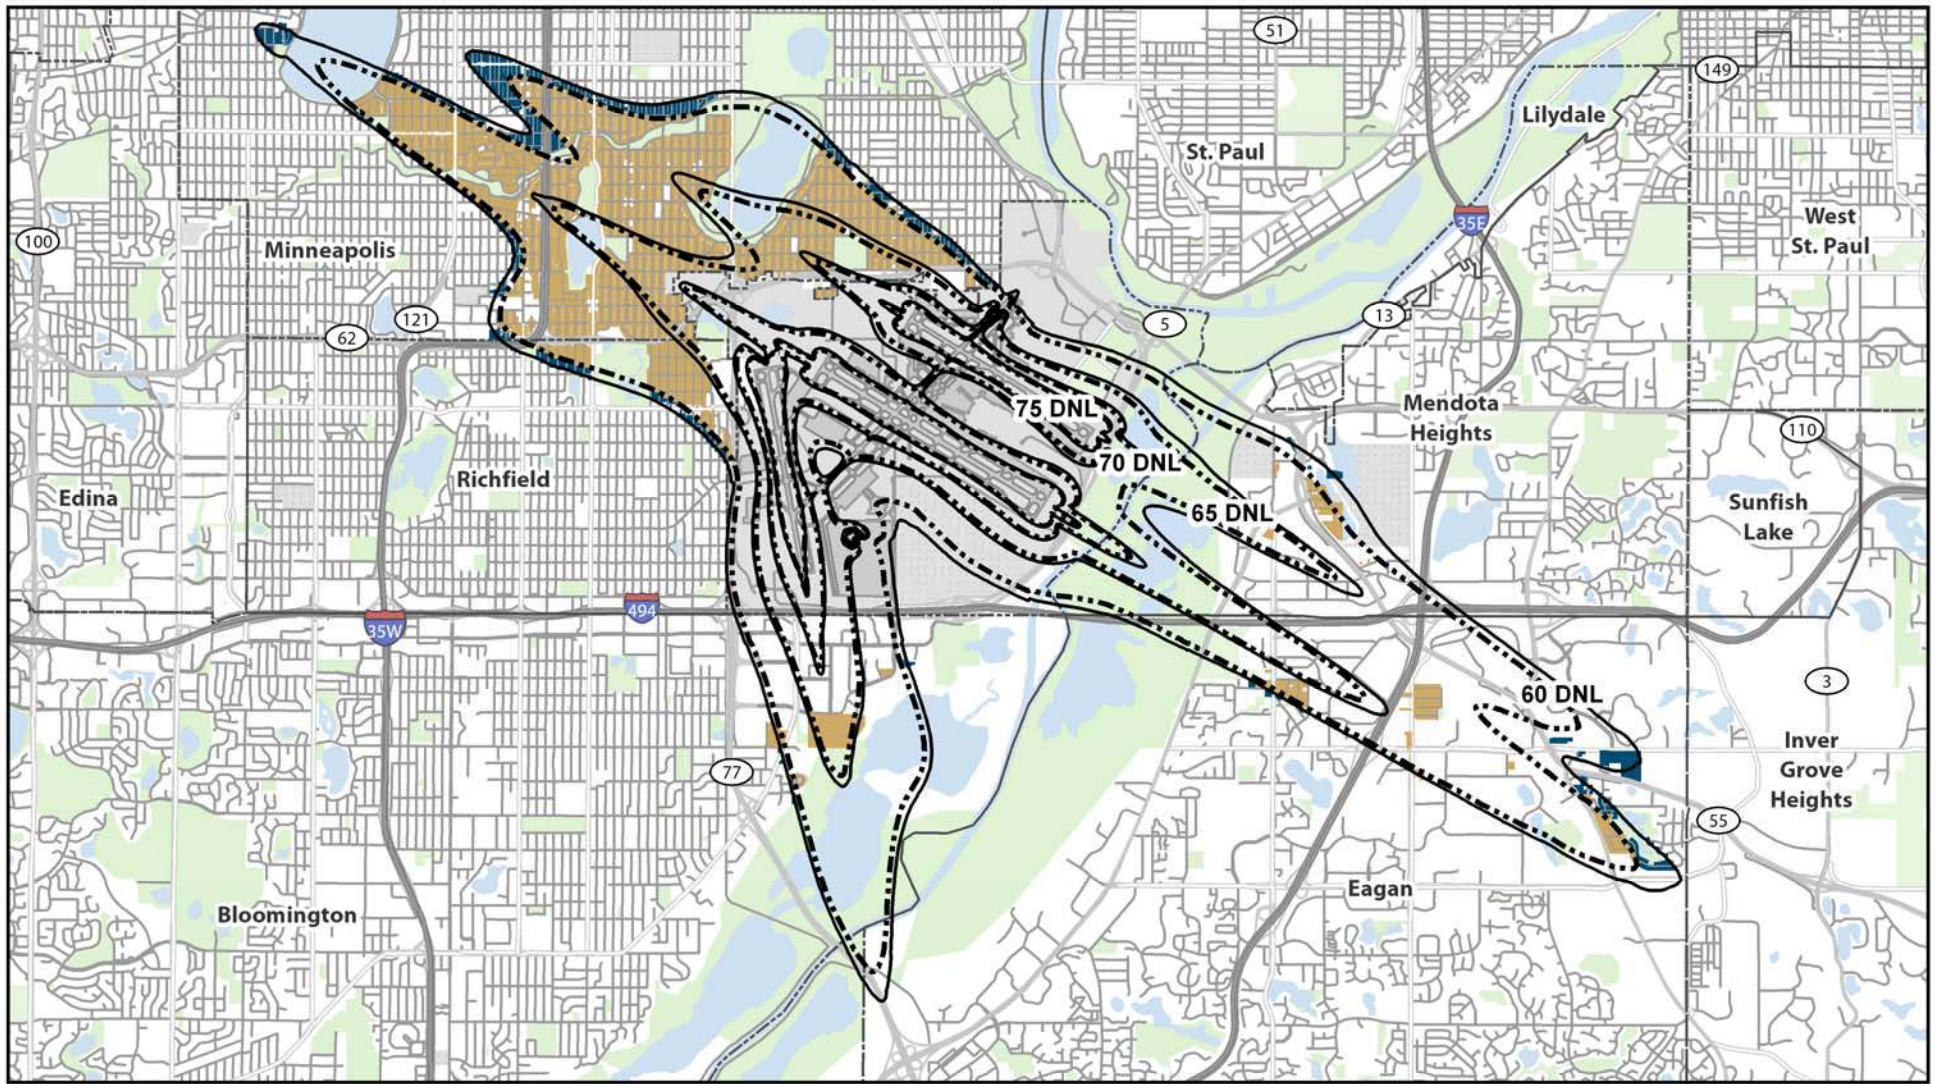 51
149
Lilydale
St. Paul
West
St. Paul
35E
100
Minneapolis
121
62
5
13
Mendota
Heights
75 DNL
110
70 DNL
Richfield
Edina
65 DNL
Sunfish
Lake
494
35W
3
60 DNL
Inver
Grove
Heights
77
55
Eagan
Bloomington